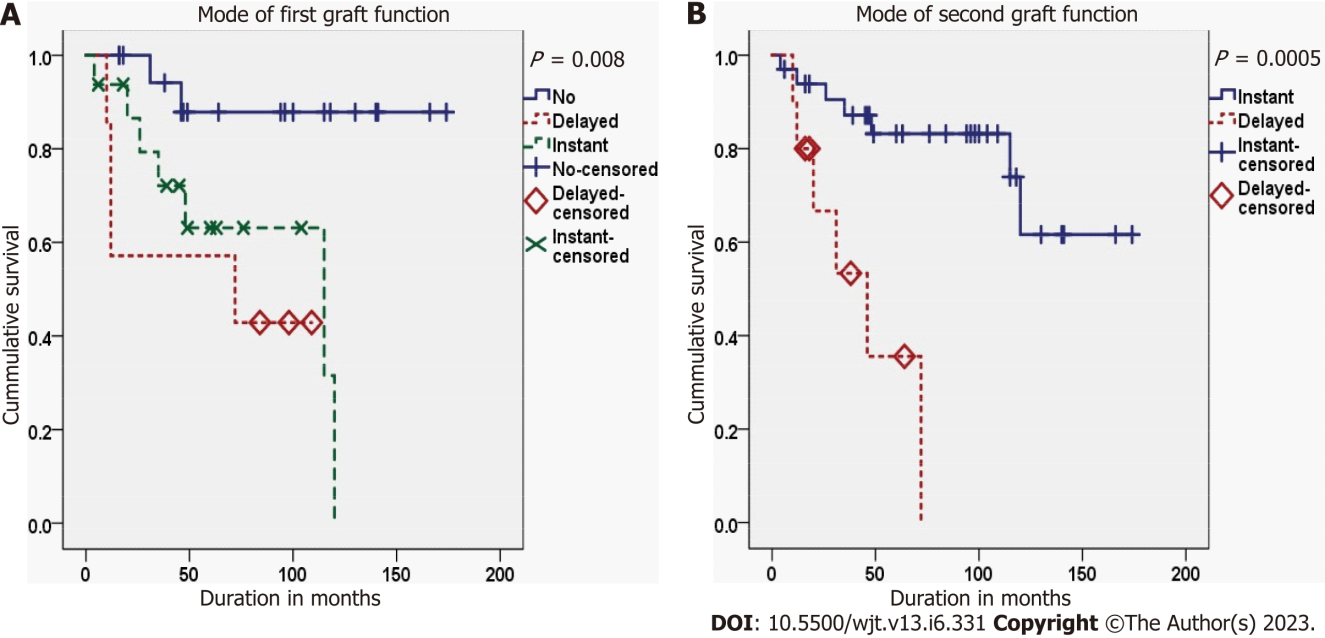 A
Mode of first graft function
Cummulative survival
1.0
0.8
0.6
0.4
0.2
0.0
0
50
100
150
200
Duration in months
P = 0.008
No
Delayed
Instant
No-censored
Delayed-
censored
Instant-
censored
B
Mode of second graft function
Cummulative survival
1.0
0.8
0.6
0.4
0.2
0.0
0
50
100
150
200
Duration in months
P = 0.0005
Instant
Delayed
Instant-
censored
Delayed-
censored
DOI: 10.5500/wjt.v13.i6.331 Copyright ©The Author(s) 2023.